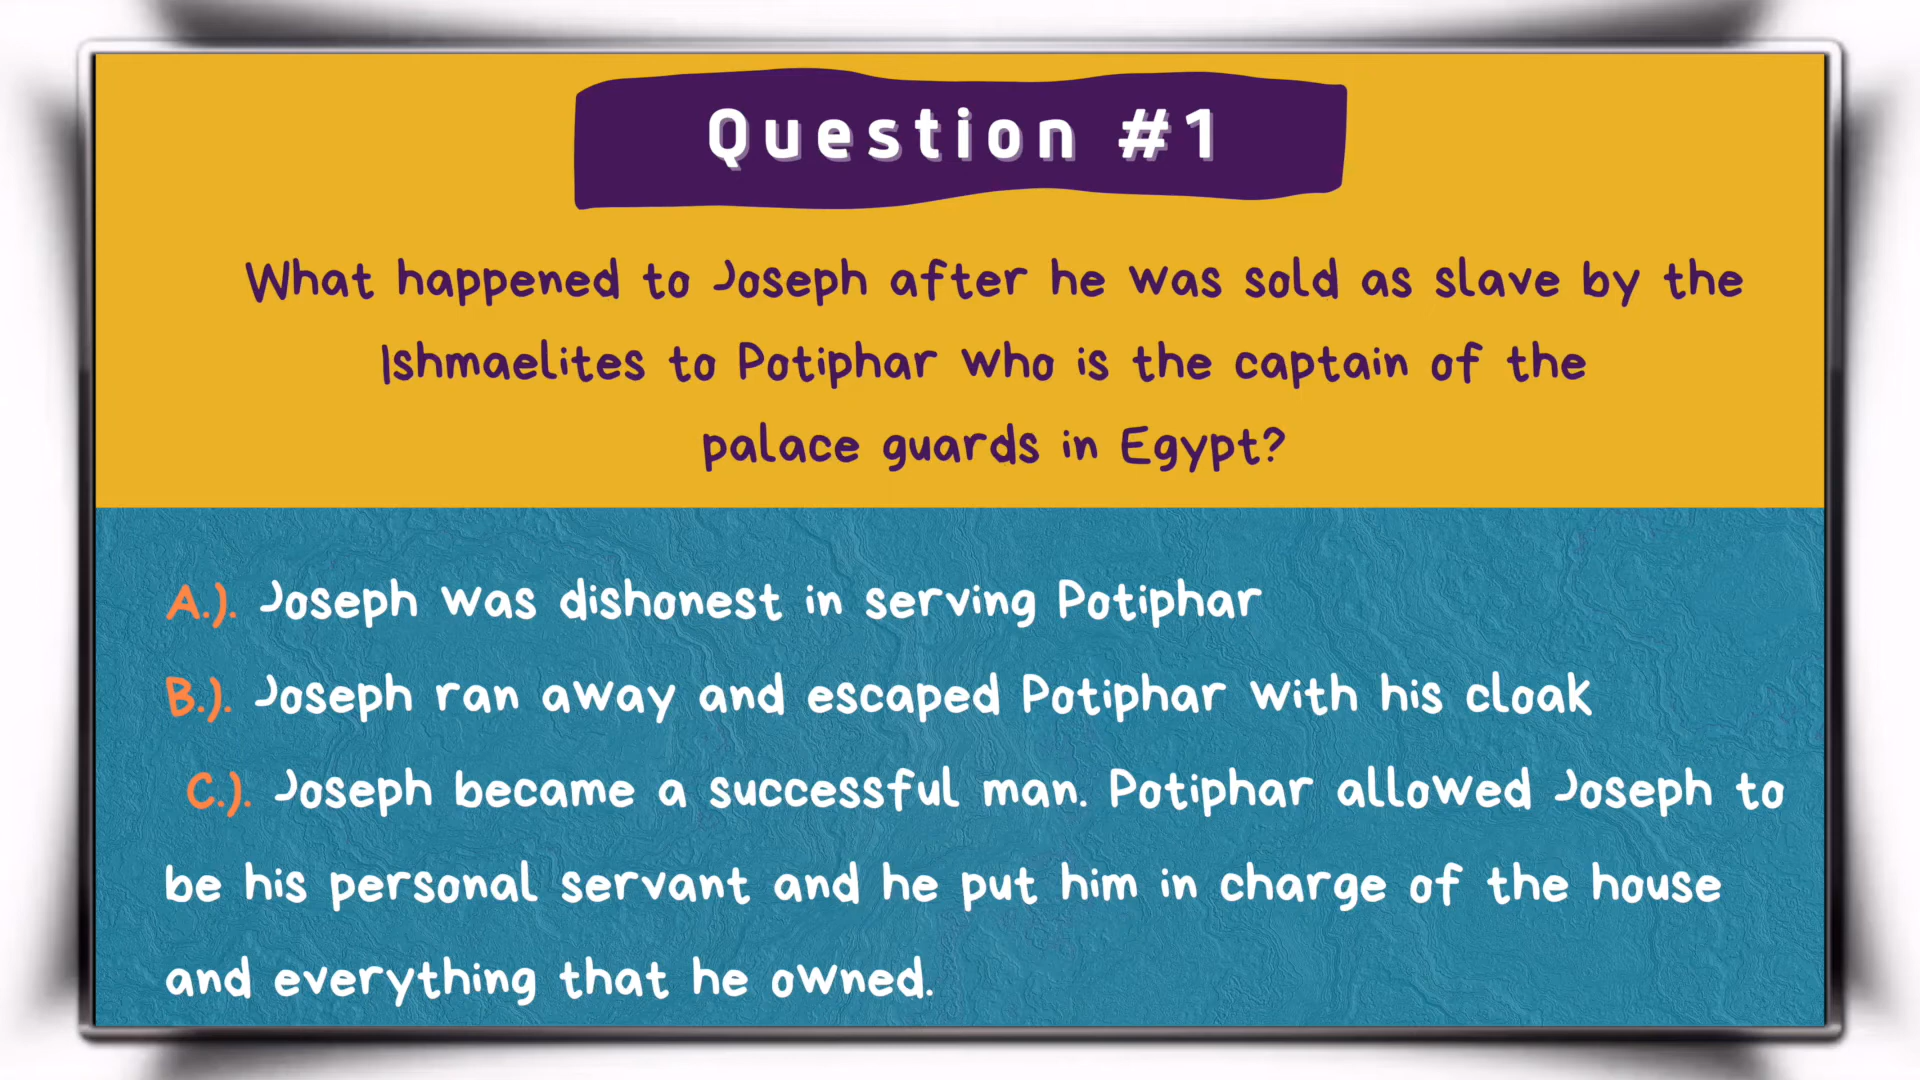 Question #1
What happened to Joseph after he was sold as slave by the
Ishmaelites to Potiphar who is the captain of the
palace guards in Egypt?
A.). Joseph was dishonest in serving Potiphar
B.). Joseph ran away and escaped Potiphar with his cloak
C.). Joseph became a successful man. Potiphar allowed Joseph to
be his personal servant and he put him in charge of the house
and everything that he owned.